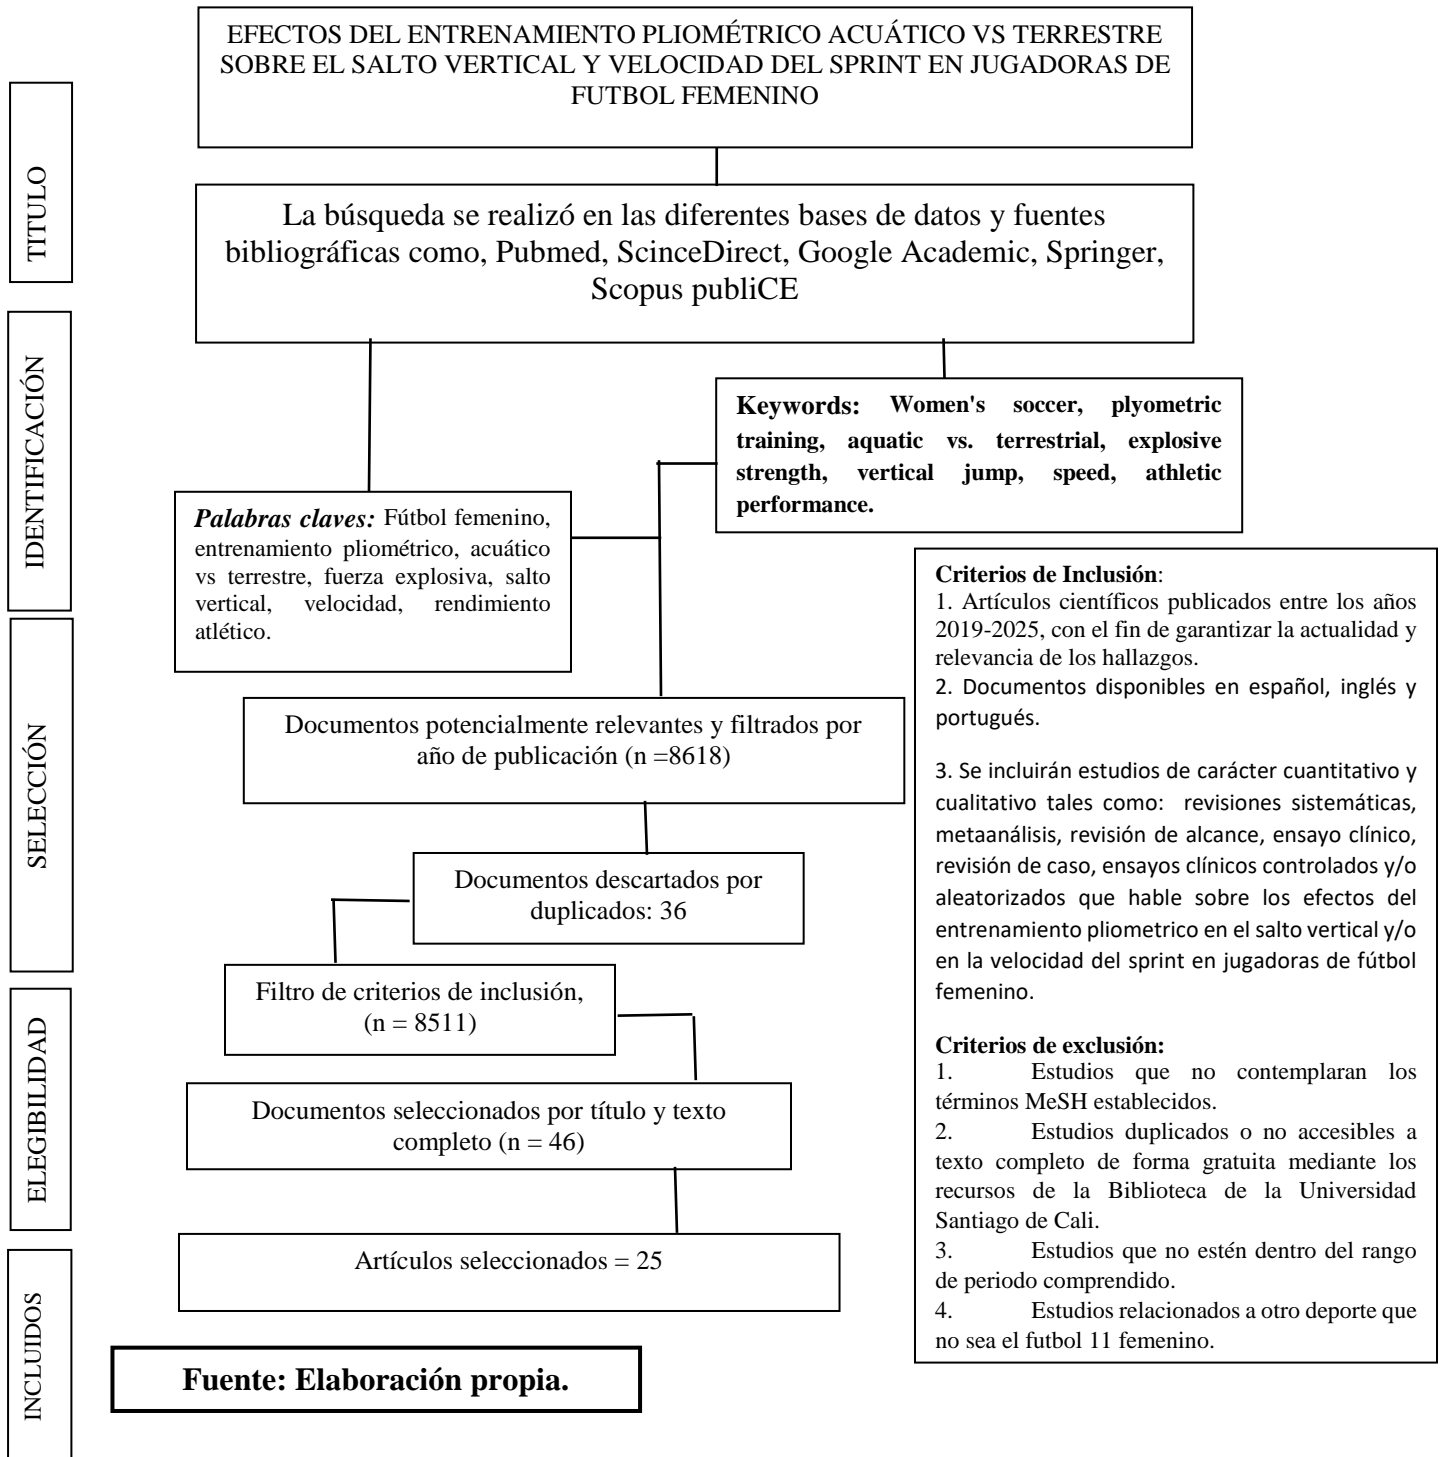 EFECTOS DEL ENTRENAMIENTO PLIOMÉTRICO ACUÁTICO VS TERRESTRE
SOBRE EL SALTO VERTICAL Y VELOCIDAD DEL SPRINT EN JUGADORAS DE
FUTBOL FEMENINO
TITULO
La búsqueda se realizó en las diferentes bases de datos y fuentes
bibliográficas como, Pubmed, ScinceDirect, Google Academic, Springer,
Scopus publiCE
IDENTIFICACIÓN
Keywords: Women's soccer, plyometric
training, aquatic vs. terrestrial, explosive
strength, vertical jump, speed, athletic
performance.
Palabras claves: Fútbol femenino,
entrenamiento pliométrico, acuático
vs terrestre, fuerza explosiva, salto
vertical, velocidad, rendimiento
atlético.
SELECCIÓN
Documentos potencialmente relevantes y filtrados por
año de publicación (n =8618)
Documentos descartados por
duplicados: 36
Filtro de criterios de inclusión,
(n = 8511)
ELEGIBILIDAD
Documentos seleccionados por título y texto
completo (n = 46)
Artículos seleccionados = 25
INCLUIDOS
Fuente: Elaboración propia.
Criterios de Inclusión:
1. Artículos científicos publicados entre los años
2019-2025, con el fin de garantizar la actualidad y
relevancia de los hallazgos.
2. Documentos disponibles en español, inglés y
portugués.
3. Se incluirán estudios de carácter cuantitativo y
cualitativo tales como: revisiones sistemáticas,
metaanálisis, revisión de alcance, ensayo clínico,
revisión de caso, ensayos clínicos controlados y/o
aleatorizados que hable sobre los efectos del
entrenamiento pliometrico en el salto vertical y/o
en la velocidad del sprint en jugadoras de fútbol
femenino.
Criterios de exclusión:
1. Estudios que no contemplaran los
términos MeSH establecidos.
2. Estudios duplicados o no accesibles a
texto completo de forma gratuita mediante los
recursos de la Biblioteca de la Universidad
Santiago de Cali.
3. Estudios que no estén dentro del rango
de periodo comprendido.
4. Estudios relacionados a otro deporte que
no sea el futbol 11 femenino.